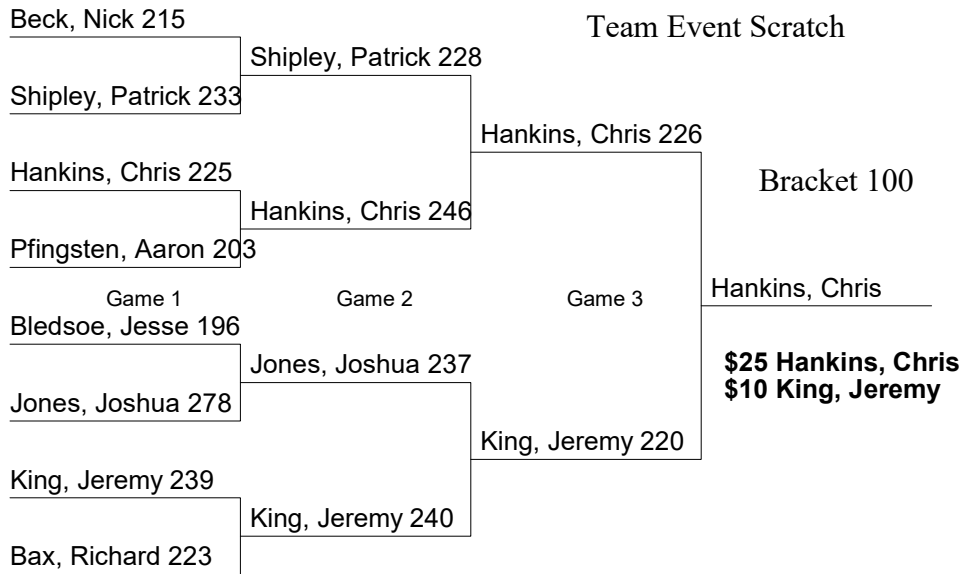 Beck, Nick 215
Team Event Scratch
Shipley, Patrick 228
Shipley, Patrick 233
Hankins, Chris 226
Hankins, Chris 225
Bracket 100
Hankins, Chris 246
Pfingsten, Aaron 203
Game 1
Game 2
Game 3
Hankins, Chris
Bledsoe, Jesse 196
Jones, Joshua 237
$25 Hankins, Chris
$10 King, Jeremy
Jones, Joshua 278
King, Jeremy 220
King, Jeremy 239
King, Jeremy 240
Bax, Richard 223